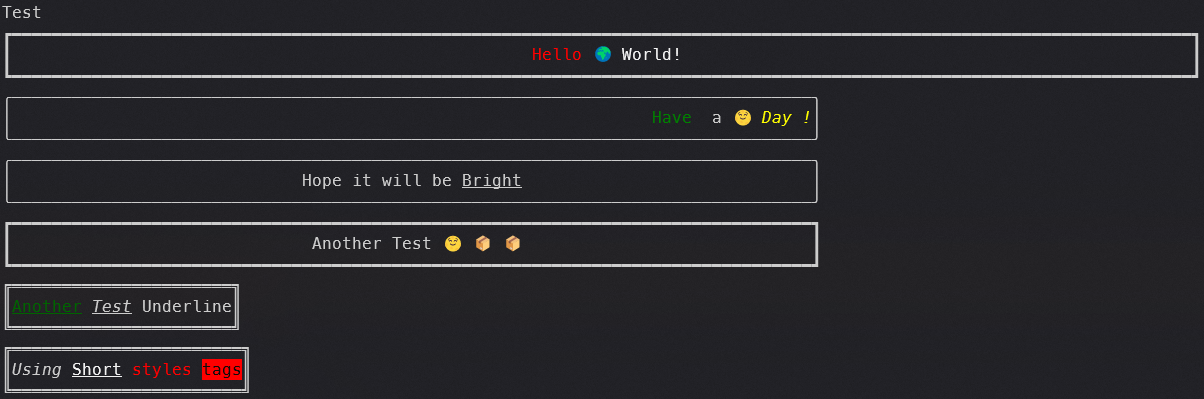 Test
Hello 🌍 World!
Have  a 😊 Day !
Hope it will be Bright
Another Test 😊 📦 📦
Another Test Underline
Using Short styles tags